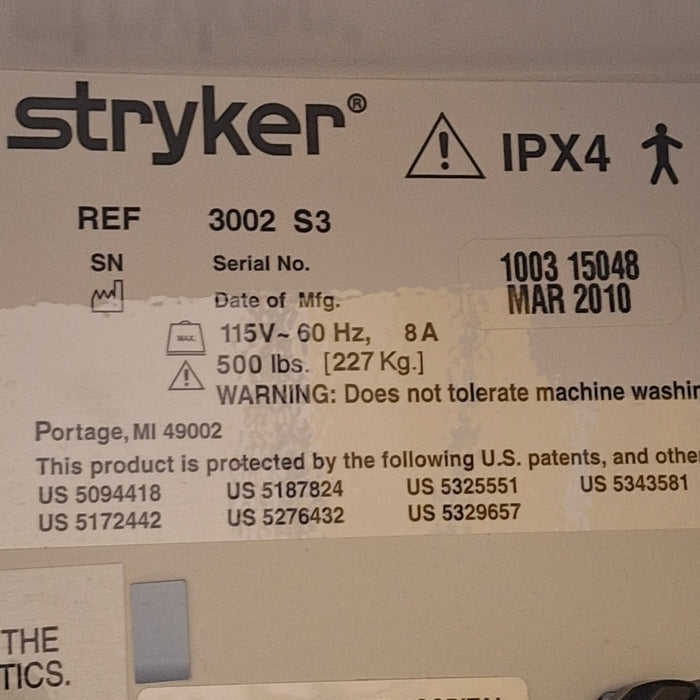 stryker®
IPX4
REF 3002 S3
SN Serial No. 1003 15048
Date of Mfg. MAR 2010
MAX. 115V~ 60 Hz, 8 A
500 lbs. [227 Kg.]
WARNING: Does not tolerate machine washin
Portage, MI 49002
This product is protected by the following U.S. patents, and othe
US 5094418 US 5187824 US 5325551 US 5343581
US 5172442 US 5276432 US 5329657
THE
TICS.